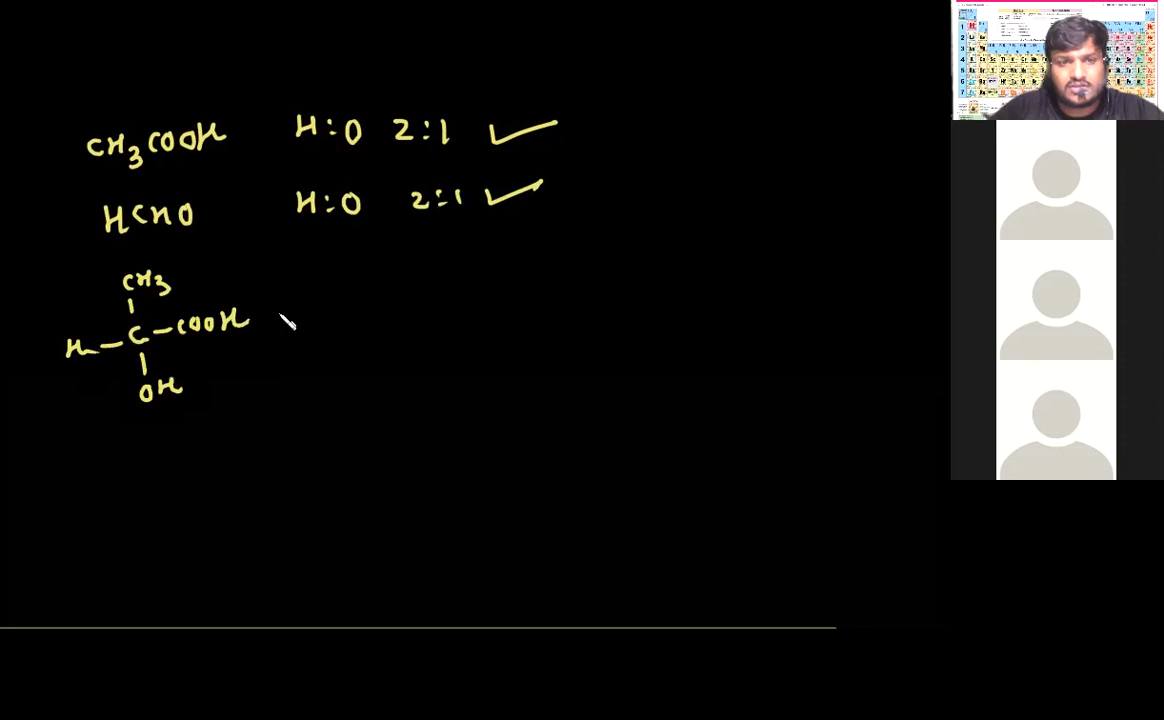 CH3COOH H:O 2:1 ✓
HCHO H:O 2:1 ✓
CH3
|
H - C - COOH
|
OH